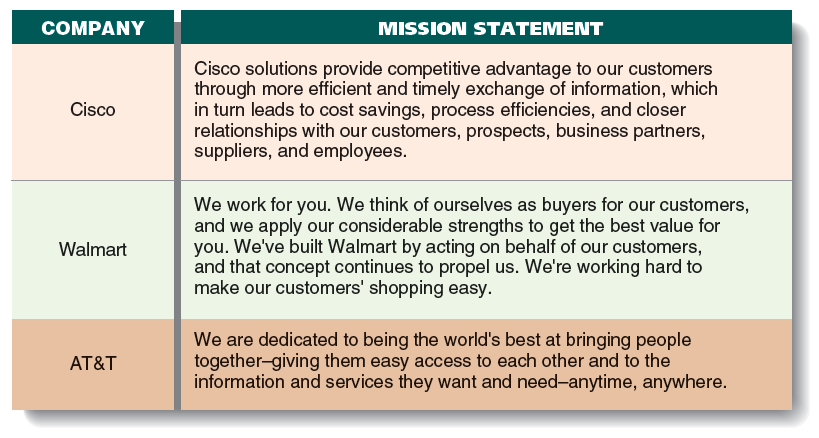 COMPANY
MISSION STATEMENT
Cisco
Cisco solutions provide competitive advantage to our customers
through more efficient and timely exchange of information, which
in turn leads to cost savings, process efficiencies, and closer
relationships with our customers, prospects, business partners,
suppliers, and employees.
Walmart
We work for you. We think of ourselves as buyers for our customers,
and we apply our considerable strengths to get the best value for
you. We've built Walmart by acting on behalf of our customers,
and that concept continues to propel us. We're working hard to
make our customers' shopping easy.
AT&T
We are dedicated to being the world's best at bringing people
together–giving them easy access to each other and to the
information and services they want and need–anytime, anywhere.